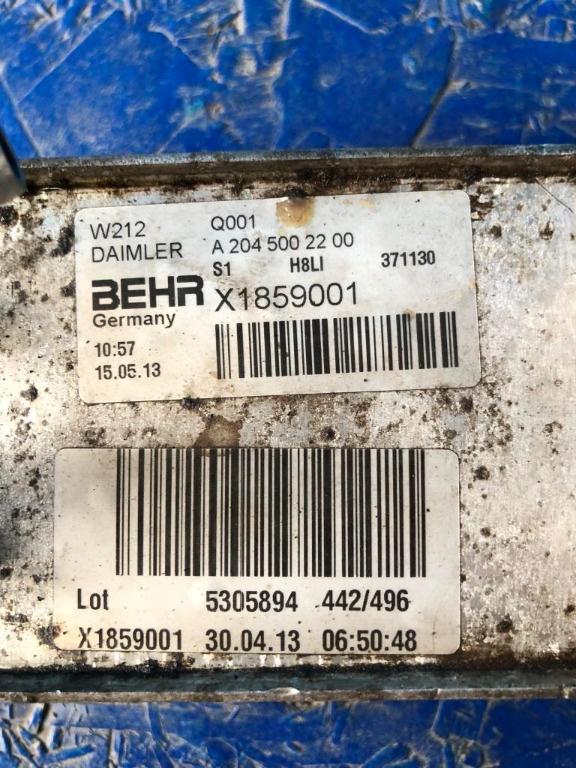 W212 Q001
DAIMLER A 204 500 22 00
S1 H8LI 371130
BEHR X1859001
Germany
10:57
15.05.13
Lot 5305894 442/496
X1859001 30.04.13 06:50:48